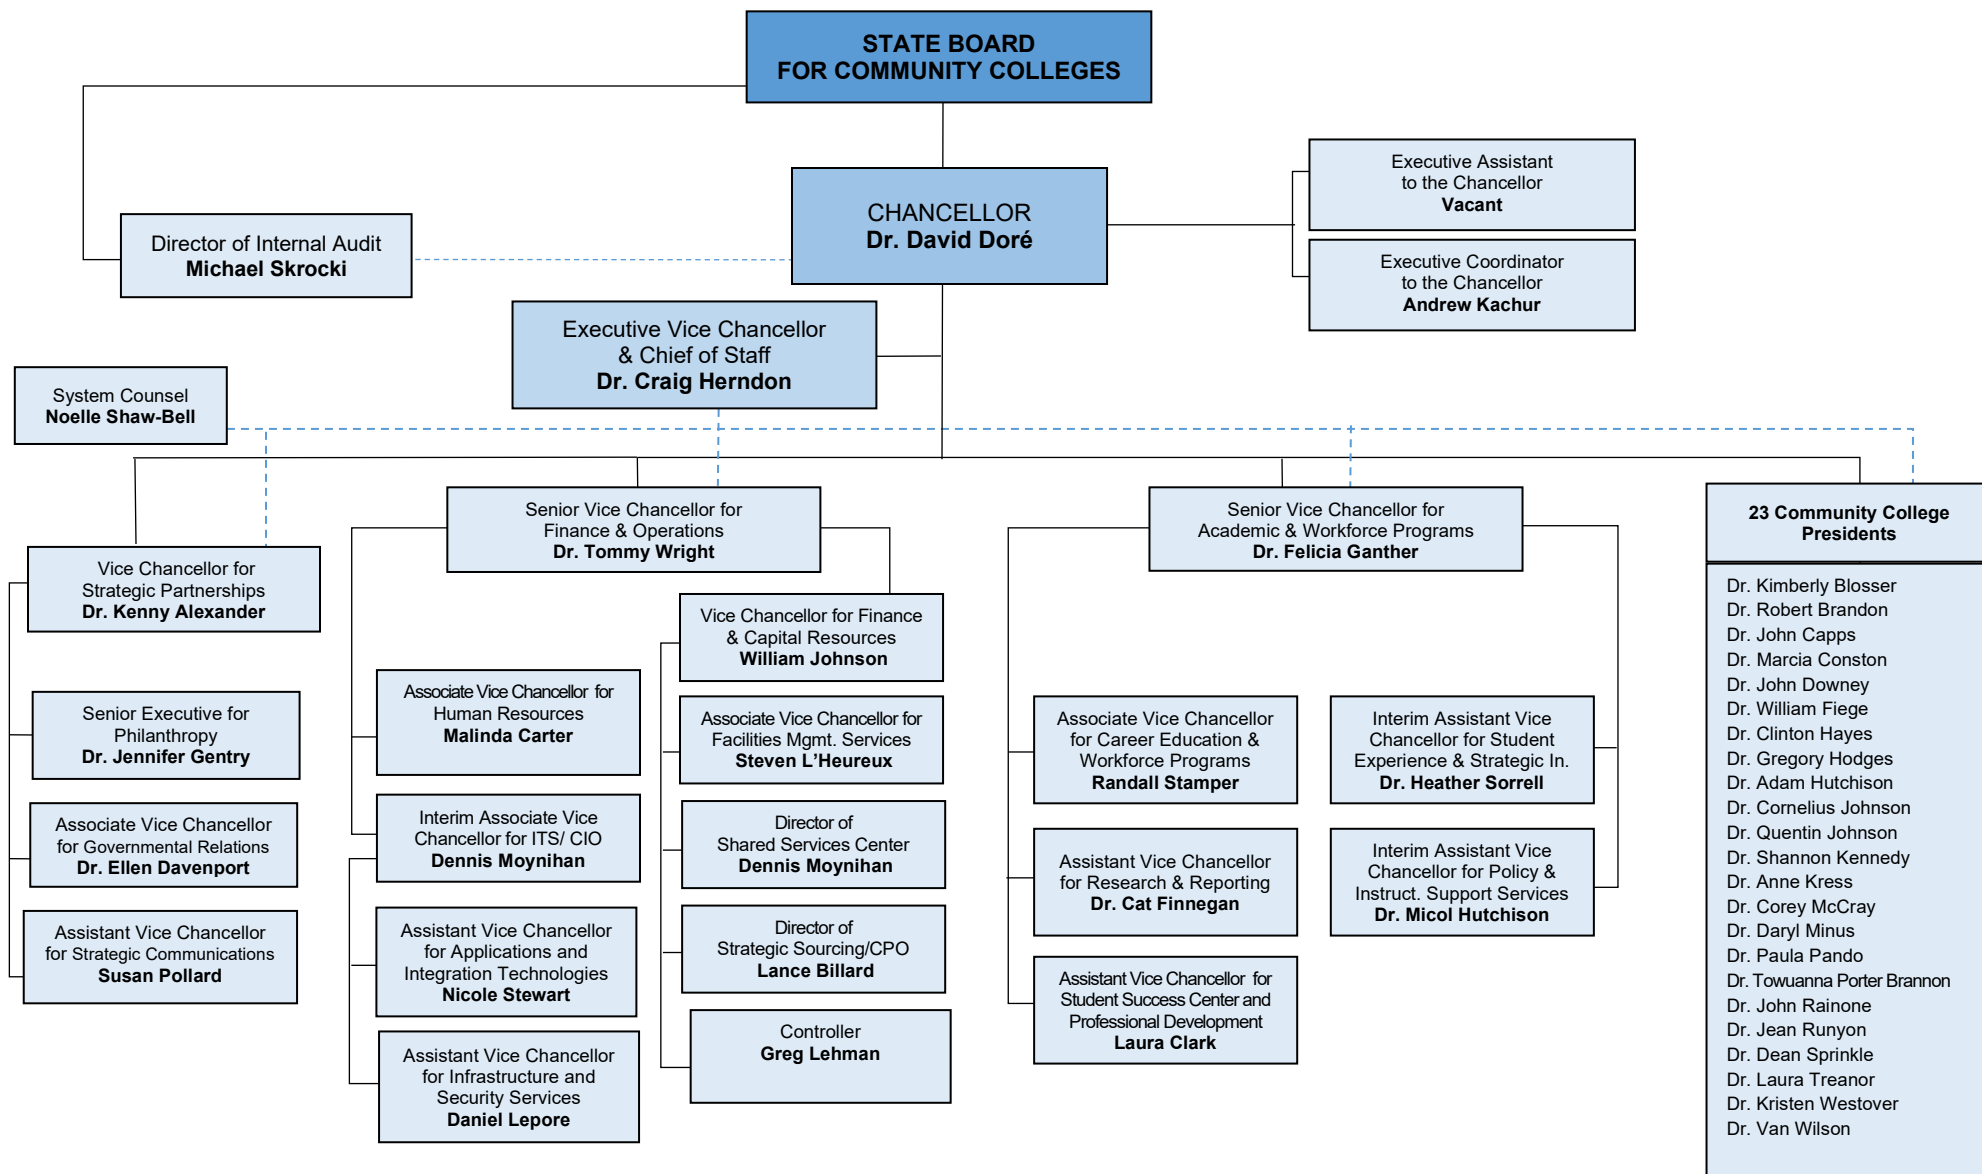 STATE BOARD
FOR COMMUNITY COLLEGES
CHANCELLOR
Dr. David Doré
Executive Assistant
to the Chancellor
Vacant
Executive Coordinator
to the Chancellor
Andrew Kachur
Director of Internal Audit
Michael Skrocki
Executive Vice Chancellor
& Chief of Staff
Dr. Craig Herndon
System Counsel
Noelle Shaw-Bell
Vice Chancellor for
Strategic Partnerships
Dr. Kenny Alexander
Senior Executive for
Philanthropy
Dr. Jennifer Gentry
Associate Vice Chancellor
for Governmental Relations
Dr. Ellen Davenport
Assistant Vice Chancellor
for Strategic Communications
Susan Pollard
Senior Vice Chancellor for
Finance & Operations
Dr. Tommy Wright
Associate Vice Chancellor for
Human Resources
Malinda Carter
Interim Associate Vice
Chancellor for ITS/ CIO
Dennis Moynihan
Assistant Vice Chancellor
for Applications and
Integration Technologies
Nicole Stewart
Assistant Vice Chancellor
for Infrastructure and
Security Services
Daniel Lepore
Vice Chancellor for Finance
& Capital Resources
William Johnson
Associate Vice Chancellor for
Facilities Mgmt. Services
Steven L’Heureux
Director of
Shared Services Center
Dennis Moynihan
Director of
Strategic Sourcing/CPO
Lance Billard
Controller
Greg Lehman
Senior Vice Chancellor for
Academic & Workforce Programs
Dr. Felicia Ganther
Associate Vice Chancellor
for Career Education &
Workforce Programs
Randall Stamper
Assistant Vice Chancellor
for Research & Reporting
Dr. Cat Finnegan
Assistant Vice Chancellor for
Student Success Center and
Professional Development
Laura Clark
Interim Assistant Vice
Chancellor for Student
Experience & Strategic In.
Dr. Heather Sorrell
Interim Assistant Vice
Chancellor for Policy &
Instruct. Support Services
Dr. Micol Hutchison
23 Community College
Presidents
Dr. Kimberly Blosser
Dr. Robert Brandon
Dr. John Capps
Dr. Marcia Conston
Dr. John Downey
Dr. William Fiege
Dr. Clinton Hayes
Dr. Gregory Hodges
Dr. Adam Hutchison
Dr. Cornelius Johnson
Dr. Quentin Johnson
Dr. Shannon Kennedy
Dr. Anne Kress
Dr. Corey McCray
Dr. Daryl Minus
Dr. Paula Pando
Dr. Towuanna Porter Brannon
Dr. John Rainone
Dr. Jean Runyon
Dr. Dean Sprinkle
Dr. Laura Treanor
Dr. Kristen Westover
Dr. Van Wilson